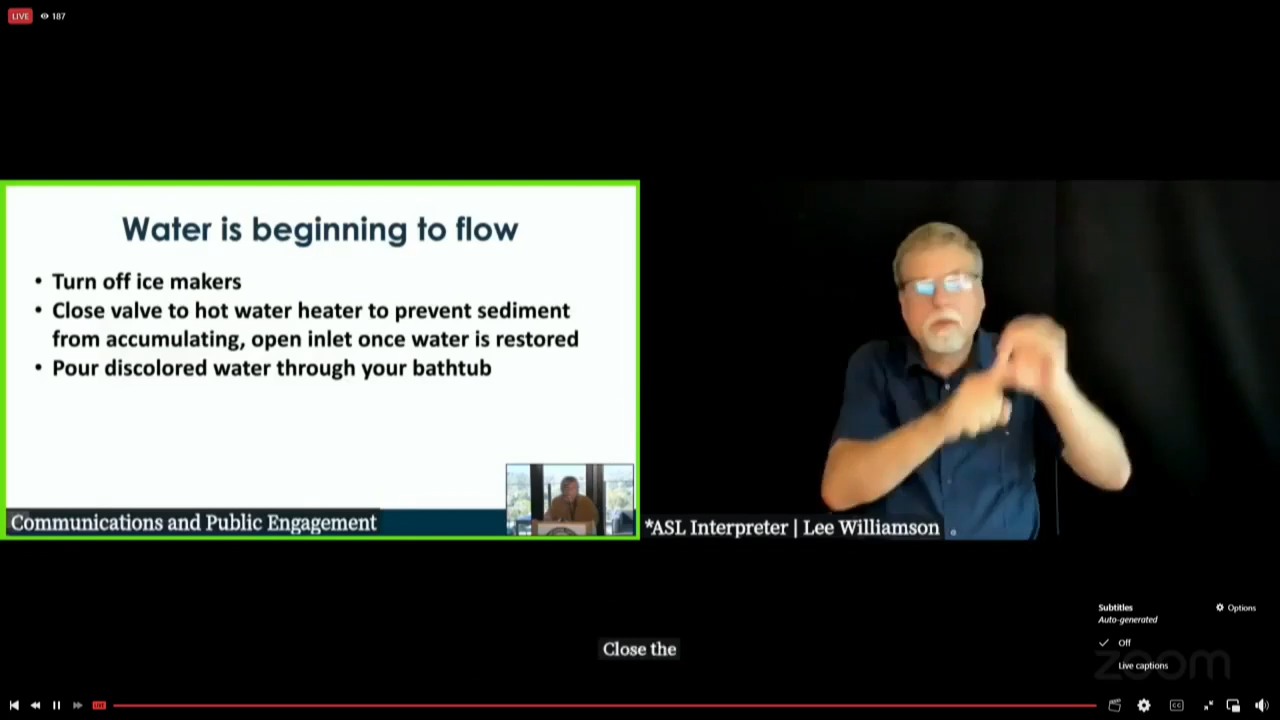 LIVE 187
Water is beginning to flow
• Turn off ice makers
• Close valve to hot water heater to prevent sediment
from accumulating, open inlet once water is restored
• Pour discolored water through your bathtub
Communications and Public Engagement
*ASL Interpreter | Lee Williamson
Subtitles Options
Auto-generated
Off
zoom
Live captions
Close the
LIVE
CC